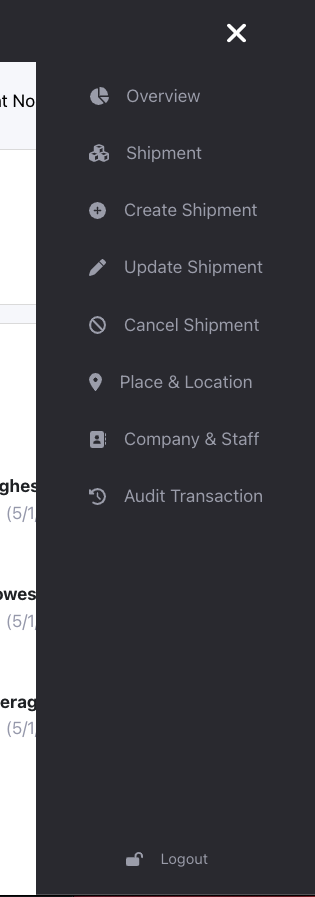 Overview
t No
Shipment
Create Shipment
Update Shipment
Cancel Shipment
Place & Location
Company & Staff
ghes
Audit Transaction
(5/1/
owes
(5/1/
erag
(5/1/
Logout